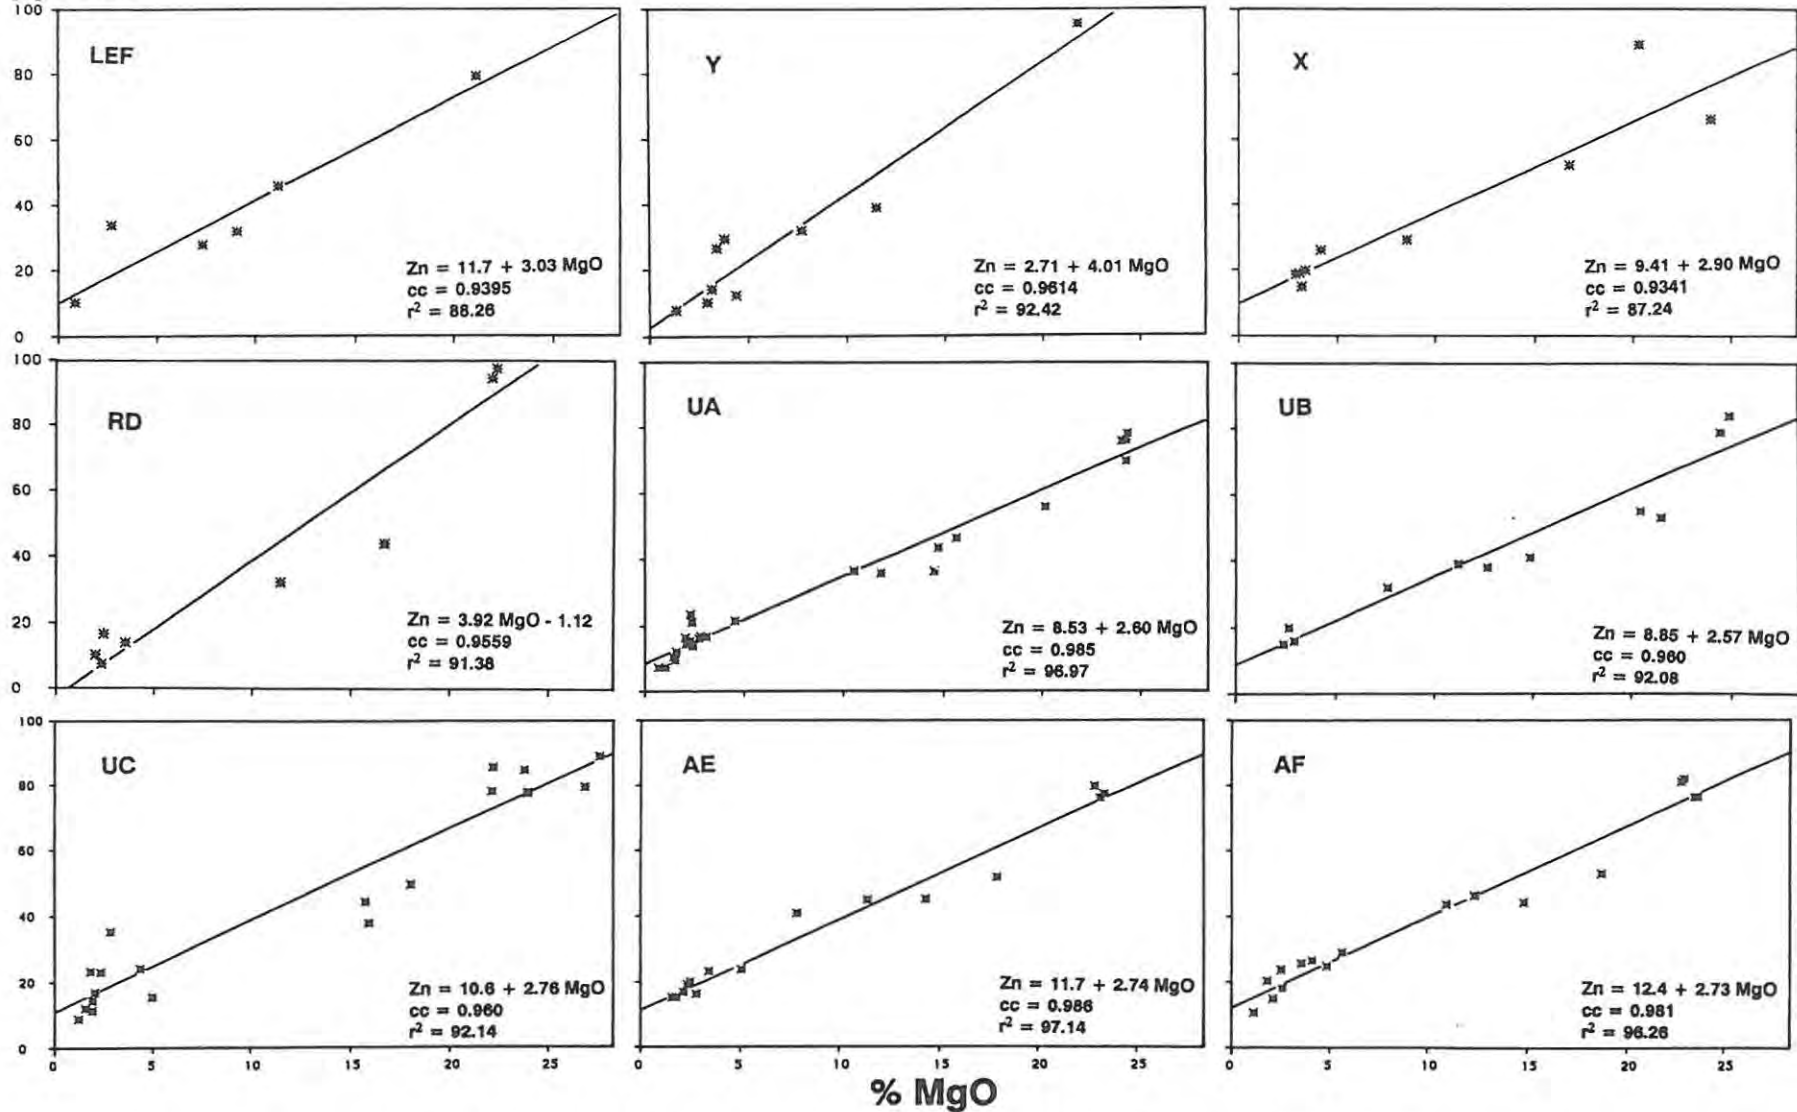 100
80
60
40
20
0
LEF
Zn = 11.7 + 3.03 MgO
cc = 0.9395
r² = 88.26
Y
Zn = 2.71 + 4.01 MgO
cc = 0.9614
r² = 92.42
X
Zn = 9.41 + 2.90 MgO
cc = 0.9341
r² = 87.24
100
80
60
40
20
0
RD
Zn = 3.92 MgO - 1.12
cc = 0.9559
r² = 91.38
UA
Zn = 8.53 + 2.60 MgO
cc = 0.985
r² = 96.97
UB
Zn = 8.85 + 2.57 MgO
cc = 0.960
r² = 92.08
100
80
60
40
20
0
UC
Zn = 10.6 + 2.76 MgO
cc = 0.960
r² = 92.14
0 5 10 15 20 25
AE
Zn = 11.7 + 2.74 MgO
cc = 0.986
r² = 97.14
0 5 10 15 20 25
AF
Zn = 12.4 + 2.73 MgO
cc = 0.981
r² = 96.26
0 5 10 15 20 25
% MgO